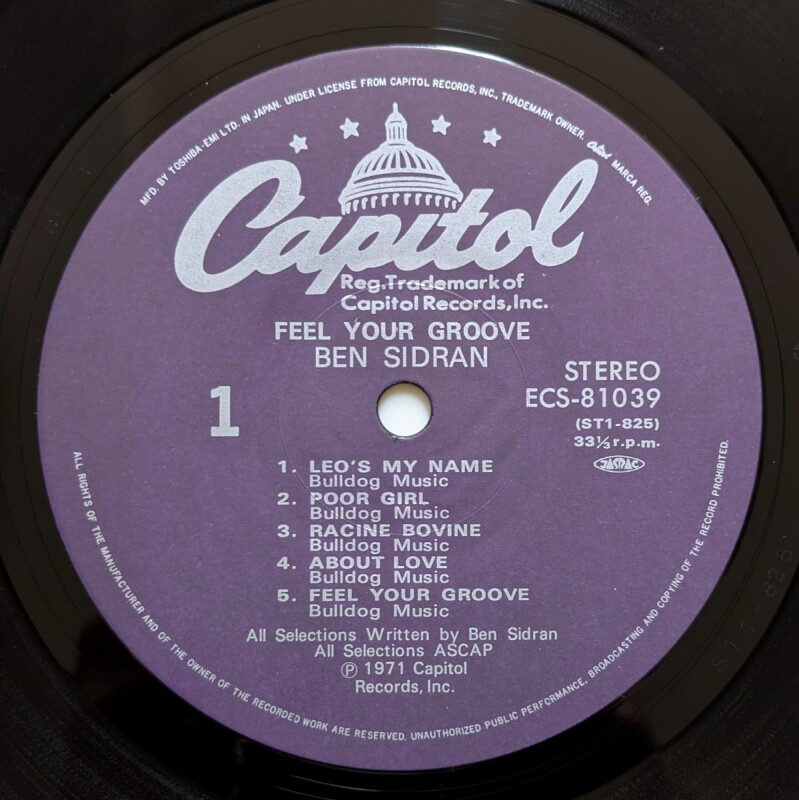 MFD. BY TOSHIBA-EMI LTD. IN JAPAN. UNDER LICENSE FROM CAPITOL RECORDS, INC., TRADEMARK OWNER. Capitol MARCA REG.
Capitol
Reg.Trademark of
Capitol Records,Inc.
FEEL YOUR GROOVE
BEN SIDRAN
1
STEREO
ECS-81039
(ST1-825)
33⅓ r.p.m.
JASRAC
1. LEO'S MY NAME
Bulldog Music
2. POOR GIRL
Bulldog Music
3. RACINE BOVINE
Bulldog Music
4. ABOUT LOVE
Bulldog Music
5. FEEL YOUR GROOVE
Bulldog Music
All Selections Written by Ben Sidran
All Selections ASCAP
℗ 1971 Capitol
Records, Inc.
ALL RIGHTS OF THE MANUFACTURER AND OF THE OWNER OF THE RECORDED WORK ARE RESERVED. UNAUTHORIZED PUBLIC PERFORMANCE, BROADCASTING AND COPYING OF THE RECORD PROHIBITED.
ST1-825